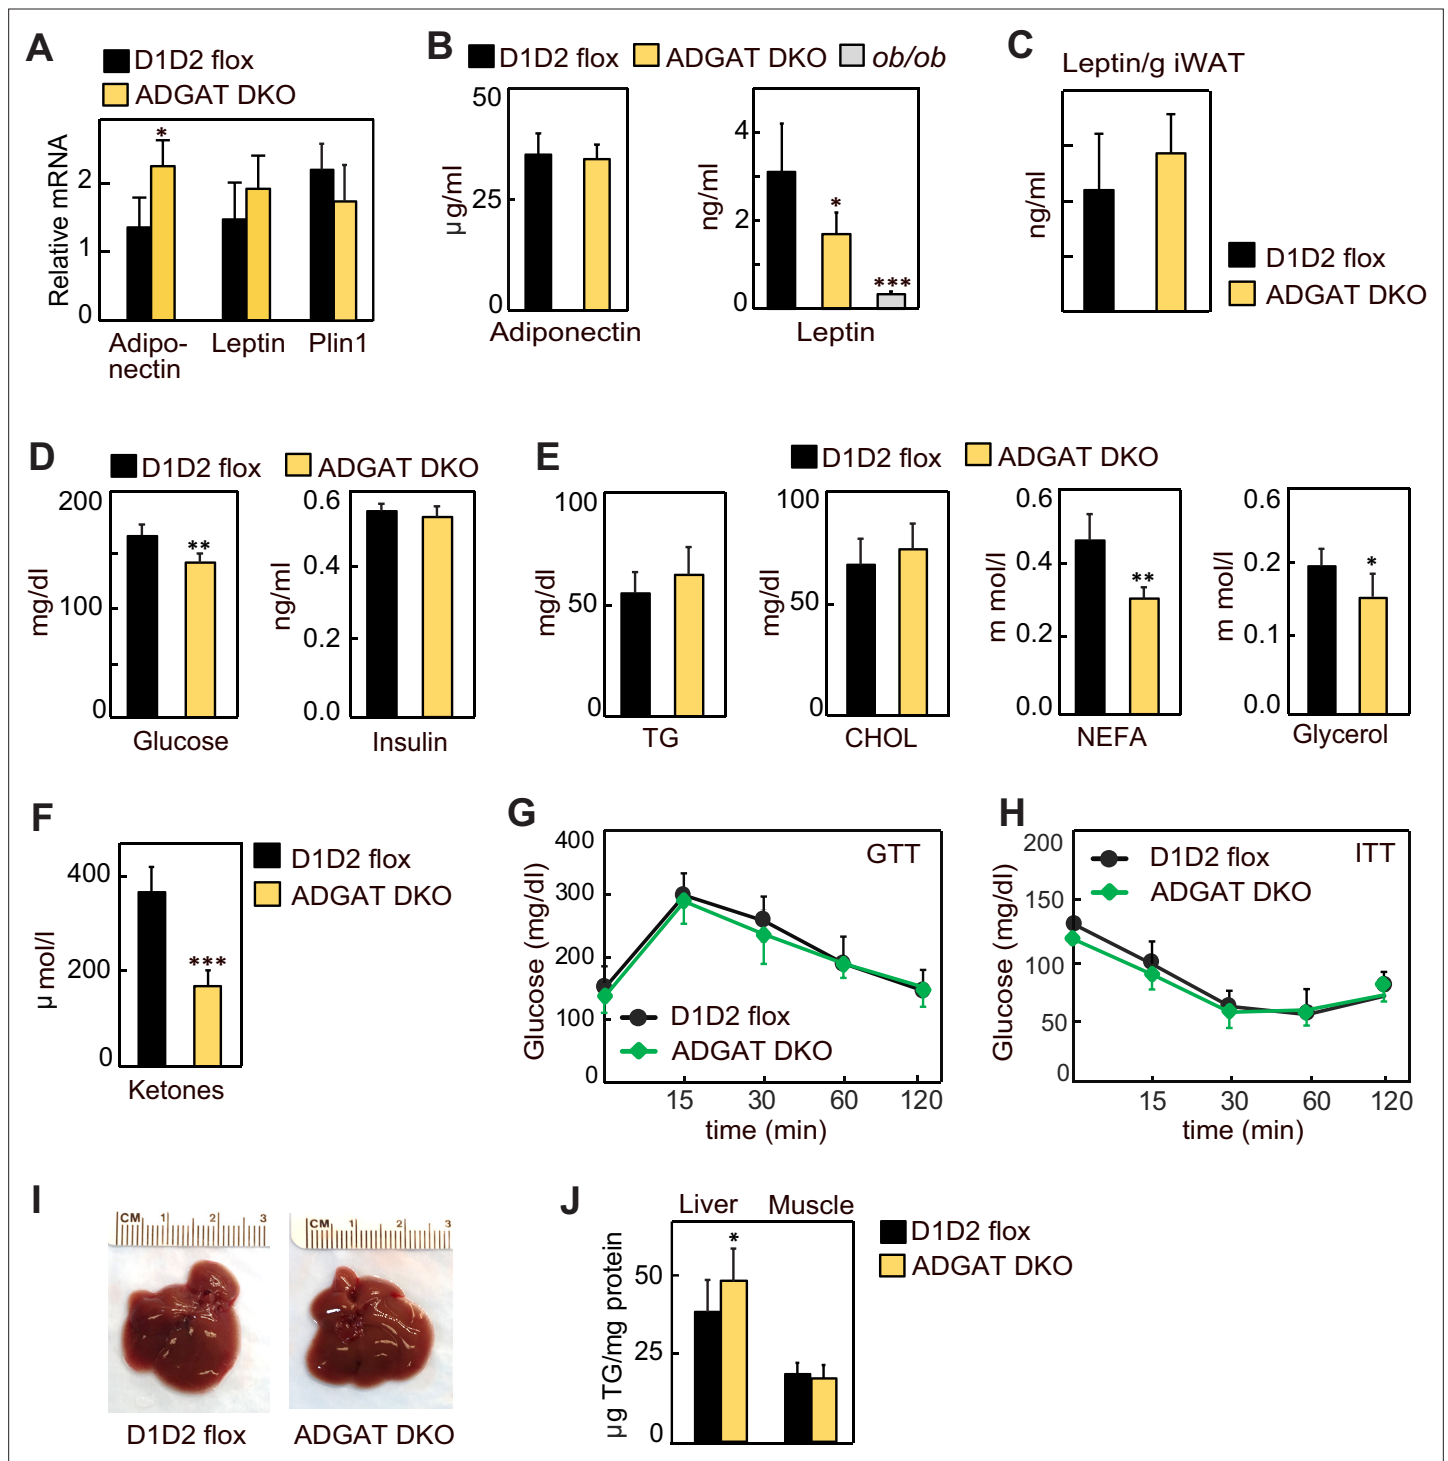 A
D1D2 flox
ADGAT DKO
Relative mRNA
2
1
0
*
Adipo-
nectin
Leptin
Plin1
B
D1D2 flox
ADGAT DKO
ob/ob
µg/ml
50
25
0
Adiponectin
ng/ml
4
2
0
*
***
Leptin
C
Leptin/g iWAT
ng/ml
D1D2 flox
ADGAT DKO
D
D1D2 flox
ADGAT DKO
mg/dl
200
100
0
**
Glucose
ng/ml
0.6
0.4
0.2
0.0
Insulin
E
D1D2 flox
ADGAT DKO
mg/dl
100
50
0
TG
mg/dl
100
50
0
CHOL
m mol/l
0.6
0.4
0.2
0.0
**
NEFA
m mol/l
0.6
0.2
0.1
0.0
*
Glycerol
F
D1D2 flox
ADGAT DKO
µ mol/l
400
200
0
***
Ketones
G
GTT
Glucose (mg/dl)
400
300
200
100
0
D1D2 flox
ADGAT DKO
15
30
60
120
time (min)
H
ITT
D1D2 flox
ADGAT DKO
Glucose (mg/dl)
200
150
100
50
0
15
30
60
120
time (min)
I
CM 1 2 3
CM 1 2 3
D1D2 flox
ADGAT DKO
J
Liver
Muscle
D1D2 flox
ADGAT DKO
µg TG/mg protein
50
25
0
*